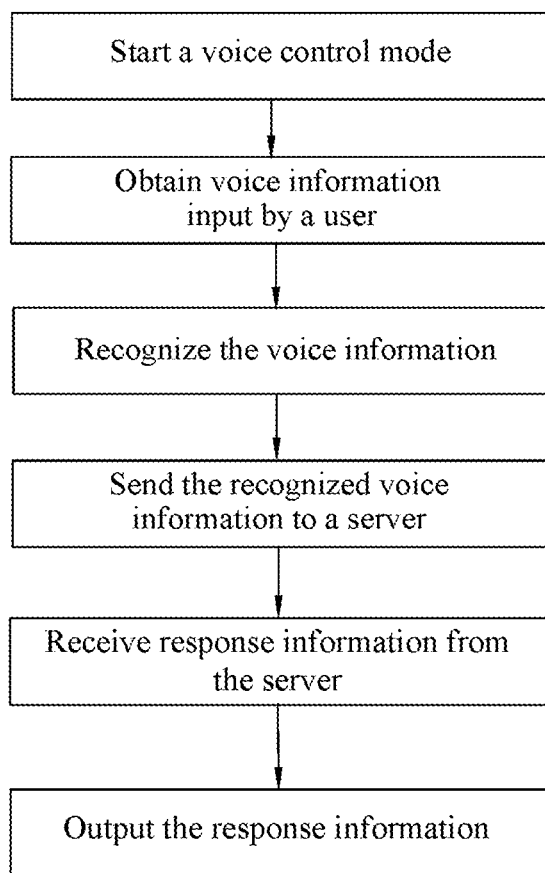 Start a voice control mode
Obtain voice information
input by a user
Recognize the voice information
Send the recognized voice
information to a server
Receive response information from
the server
Output the response information